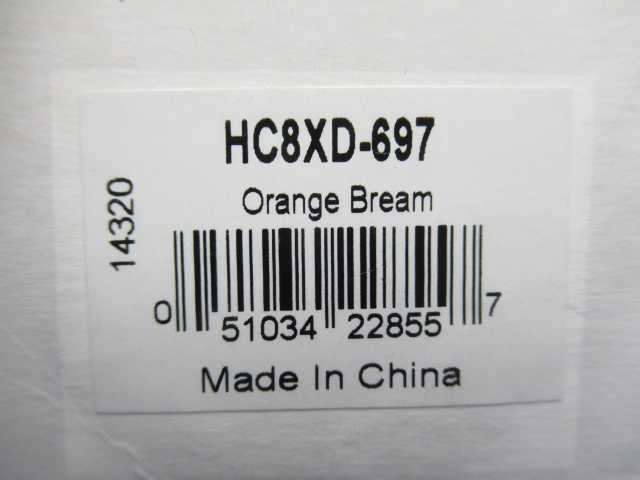 HC8XD-697
Orange Bream
14320
0 51034 22855 7
Made In China